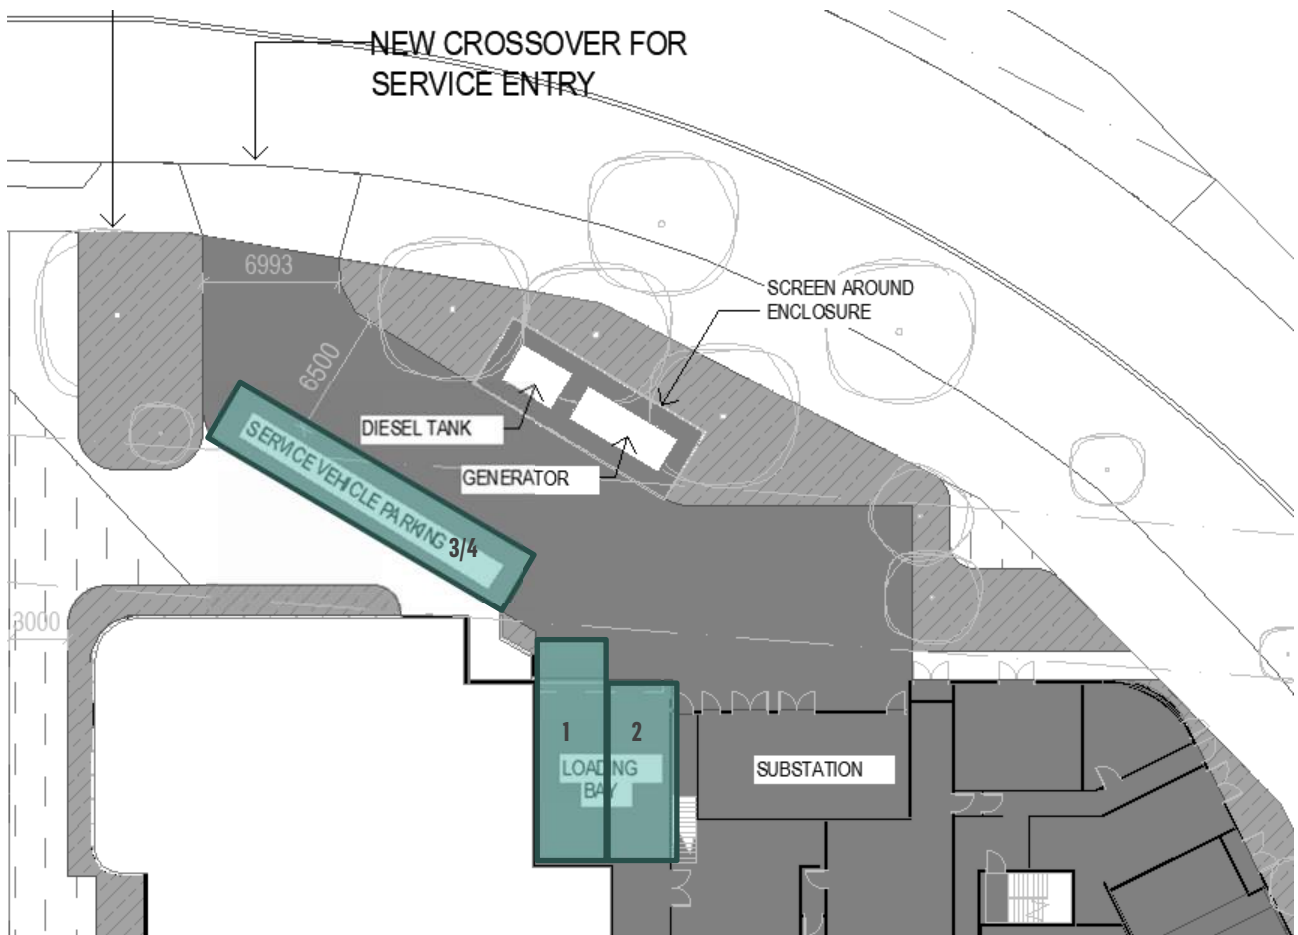 NEW CROSSOVER FOR
SERVICE ENTRY
6993
SCREEN AROUND
ENCLOSURE
6500
DIESEL TANK
GENERATOR
SERVICE VEHICLE PARKING
3/4
3000
1
2
LOADING
BAY
SUBSTATION